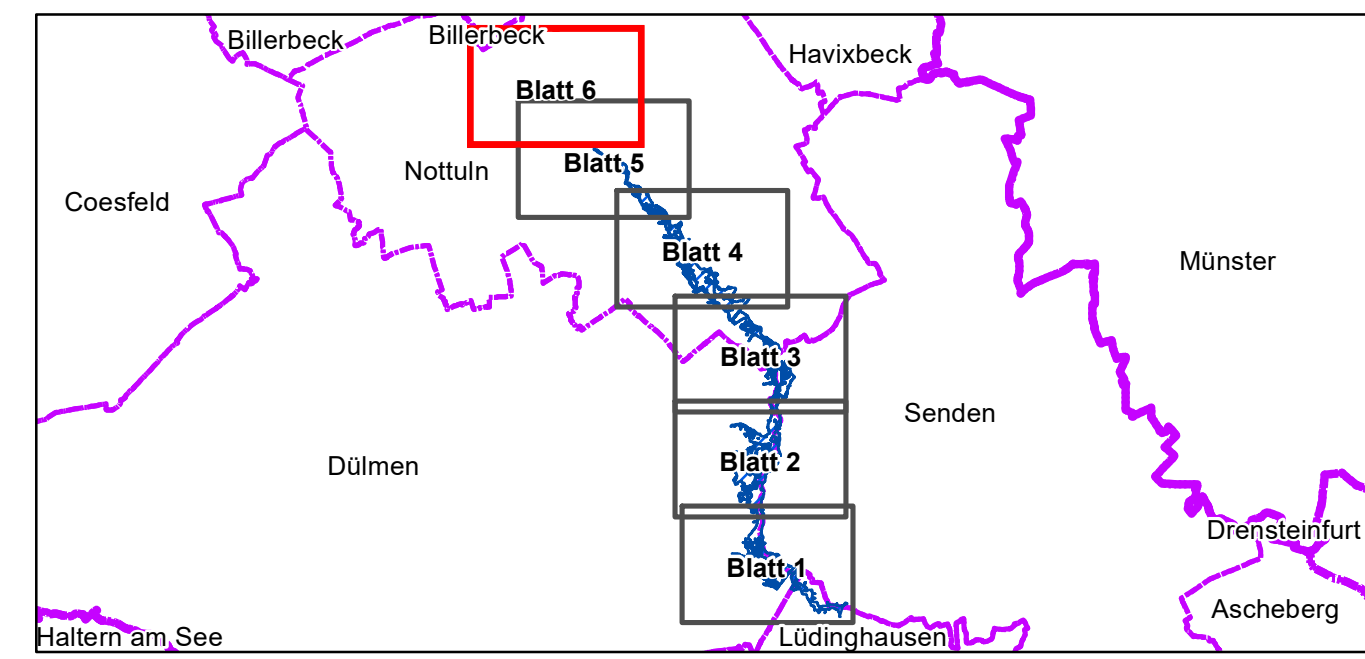 Billerbeck
Billerbeck
Havixbeck
Blatt 6
Blatt 5
Nottuln
Coesfeld
Blatt 4
Münster
Blatt 3
Senden
Dülmen
Blatt 2
Drensteinfurt
Blatt 1
Ascheberg
Haltern am See
Lüdinghausen